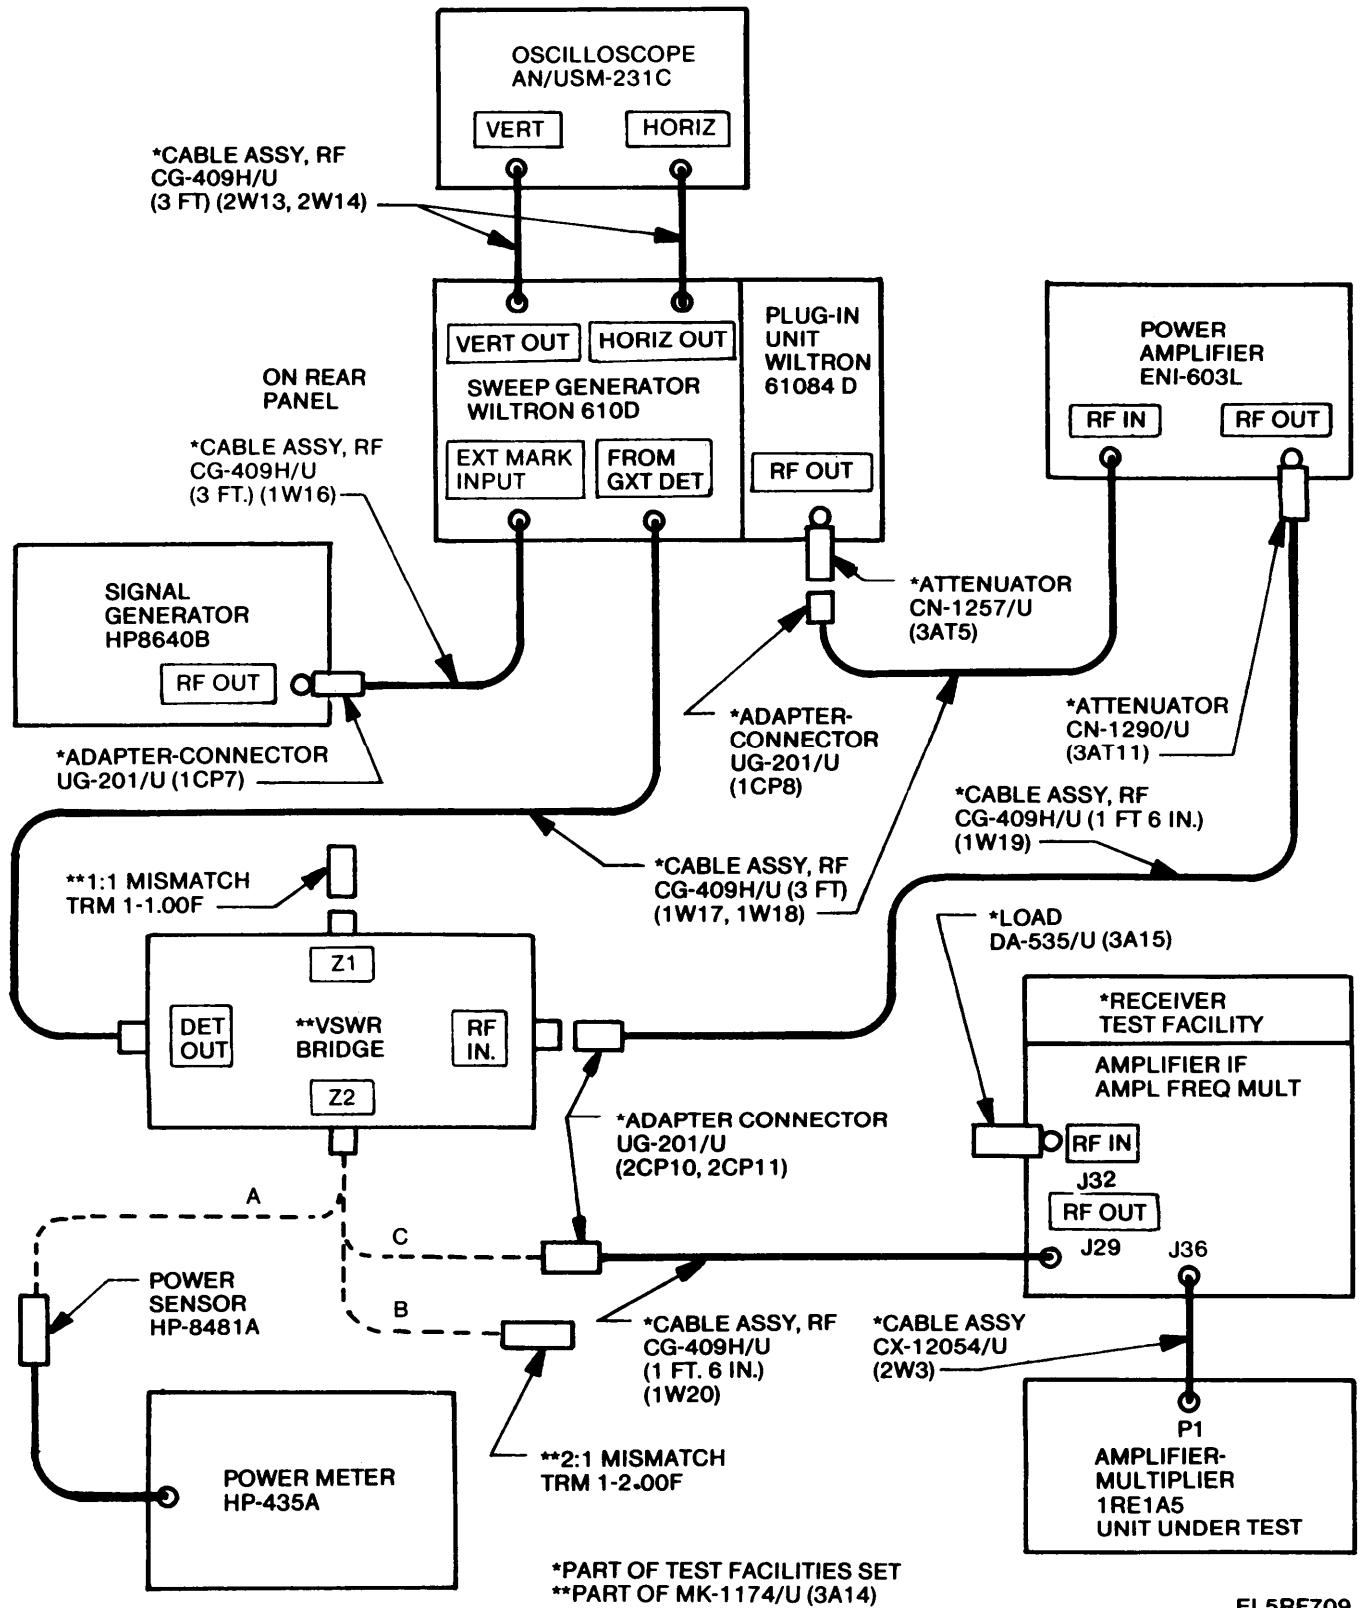 OSCILLOSCOPE
AN/USM-231C
VERT
HORIZ
*CABLE ASSY, RF
CG-409H/U
(3 FT) (2W13, 2W14)
VERT OUT
HORIZ OUT
SWEEP GENERATOR
WILTRON 610D
EXT MARK
INPUT
FROM
GXT DET
PLUG-IN
UNIT
WILTRON
61084 D
RF OUT
POWER
AMPLIFIER
ENI-603L
RF IN
RF OUT
ON REAR
PANEL
*CABLE ASSY, RF
CG-409H/U
(3 FT.) (1W16)
SIGNAL
GENERATOR
HP8640B
RF OUT
*ADAPTER-CONNECTOR
UG-201/U (1CP7)
*ATTENUATOR
CN-1257/U
(3AT5)
*ADAPTER-
CONNECTOR
UG-201/U
(1CP8)
*ATTENUATOR
CN-1290/U
(3AT11)
*CABLE ASSY, RF
CG-409H/U (1 FT 6 IN.)
(1W19)
**1:1 MISMATCH
TRM 1-1.00F
*CABLE ASSY, RF
CG-409H/U (3 FT)
(1W17, 1W18)
*LOAD
DA-535/U (3A15)
Z1
DET
OUT
**VSWR
BRIDGE
RF
IN.
Z2
*RECEIVER
TEST FACILITY
AMPLIFIER IF
AMPL FREQ MULT
RF IN
J32
RF OUT
J29
J36
*ADAPTER CONNECTOR
UG-201/U
(2CP10, 2CP11)
A
C
B
POWER
SENSOR
HP-8481A
*CABLE ASSY, RF
CG-409H/U
(1 FT. 6 IN.)
(1W20)
*CABLE ASSY
CX-12054/U
(2W3)
P1
AMPLIFIER-
MULTIPLIER
1RE1A5
UNIT UNDER TEST
**2:1 MISMATCH
TRM 1-2.00F
POWER METER
HP-435A
*PART OF TEST FACILITIES SET
**PART OF MK-1174/U (3A14)
EL5RF709